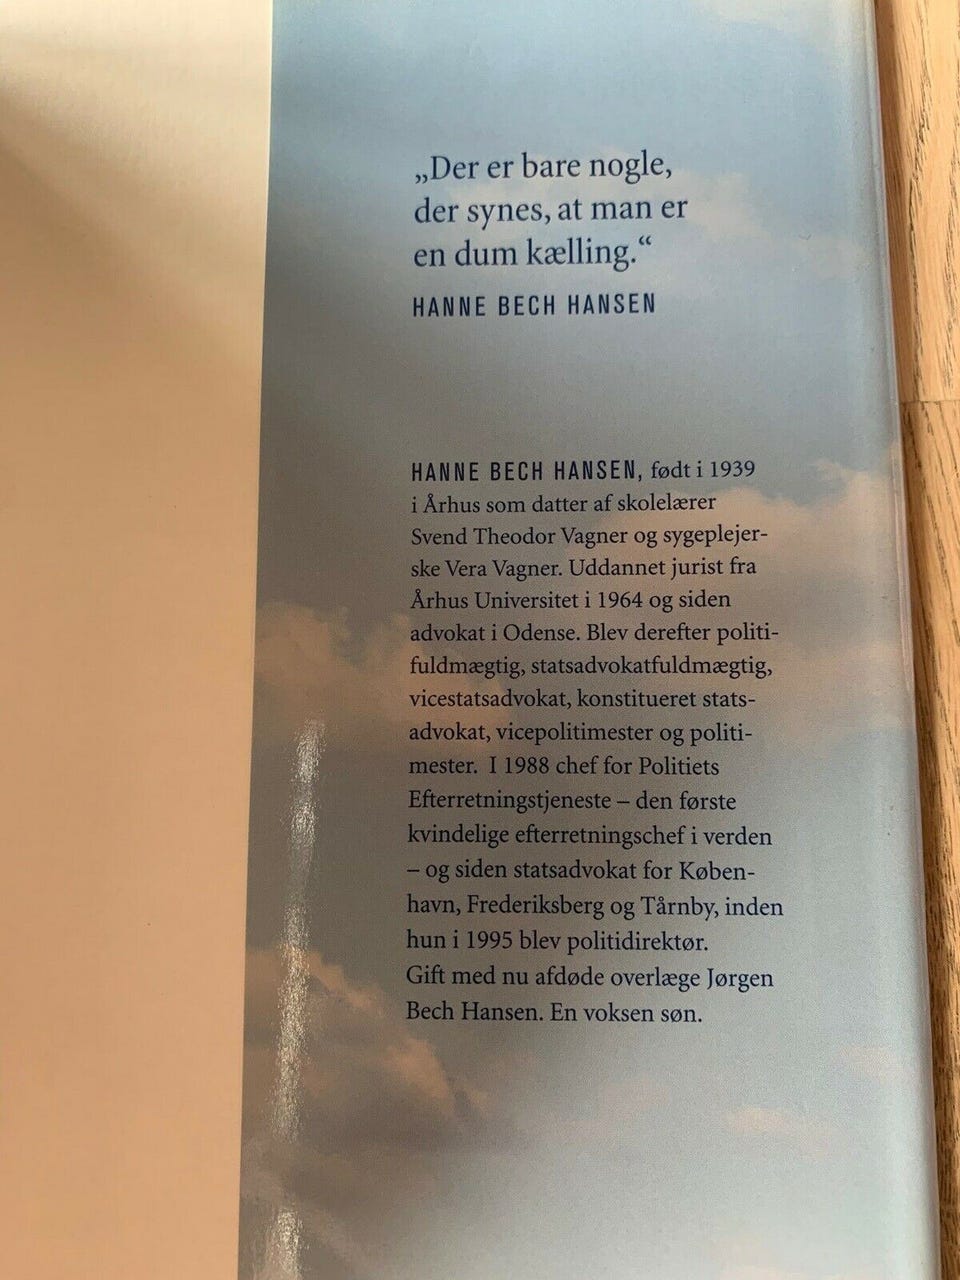 „Der er bare nogle,
der synes, at man er
en dum kælling.“
HANNE BECH HANSEN
HANNE BECH HANSEN, født i 1939
i Århus som datter af skolelærer
Svend Theodor Vagner og sygeplejer-
ske Vera Vagner. Uddannet jurist fra
Århus Universitet i 1964 og siden
advokat i Odense. Blev derefter politi-
fuldmægtig, statsadvokatfuldmægtig,
vicestatsadvokat, konstitueret stats-
advokat, vicepolitimester og politi-
mester. I 1988 chef for Politiets
Efterretningstjeneste – den første
kvindelige efterretningschef i verden
– og siden statsadvokat for Køben-
havn, Frederiksberg og Tårnby, inden
hun i 1995 blev politidirektør.
Gift med nu afdøde overlæge Jørgen
Bech Hansen. En voksen søn.